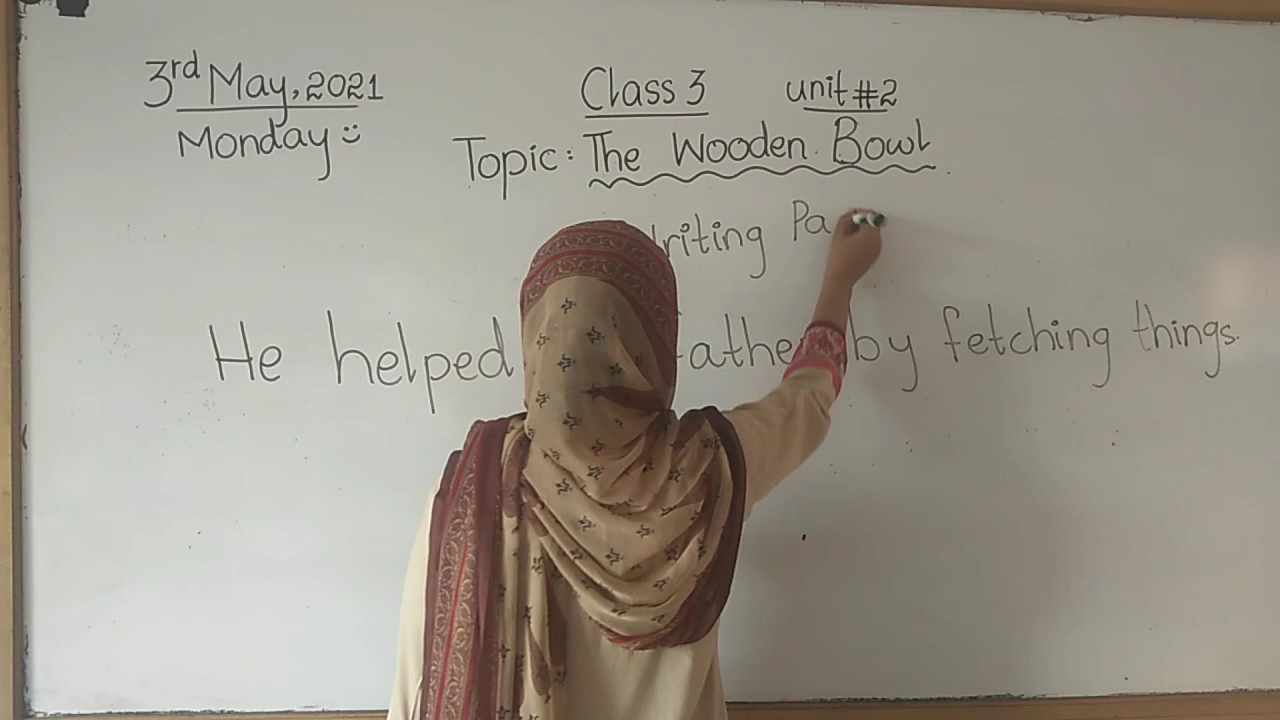 3rd May, 2021 Class 3 unit #2
Monday Topic: The Wooden Bowl.
riting Pa
He helped father by fetching things.